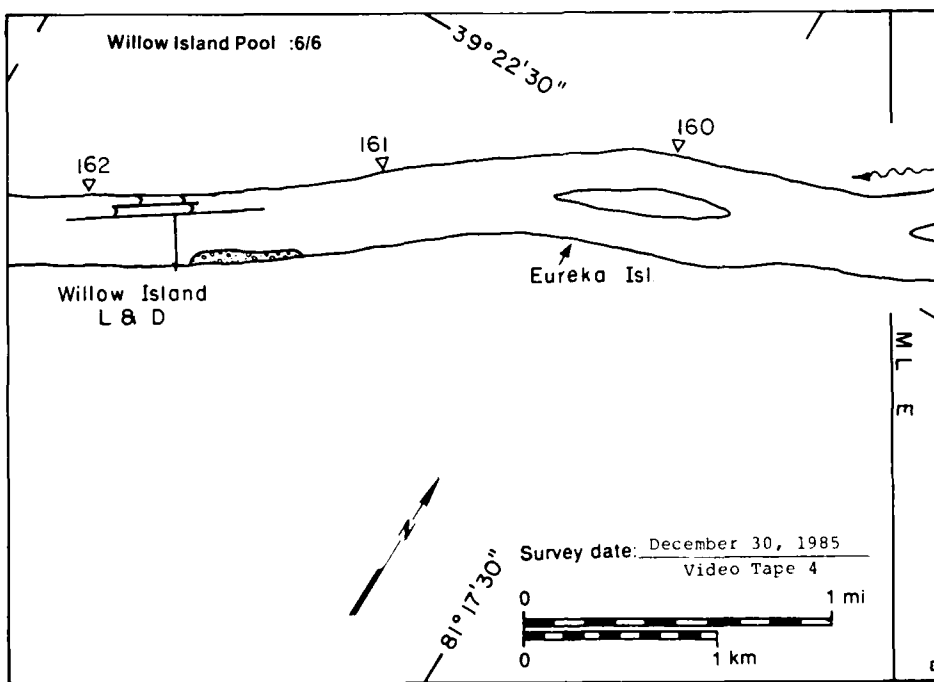 Willow Island Pool :6/6
39°22'30"
160
161
162
Eureka Isl
Willow Island
L & D
ML E
N
81°17'30"
Survey date: December 30, 1985
Video Tape 4
0 1 mi
0 1 km